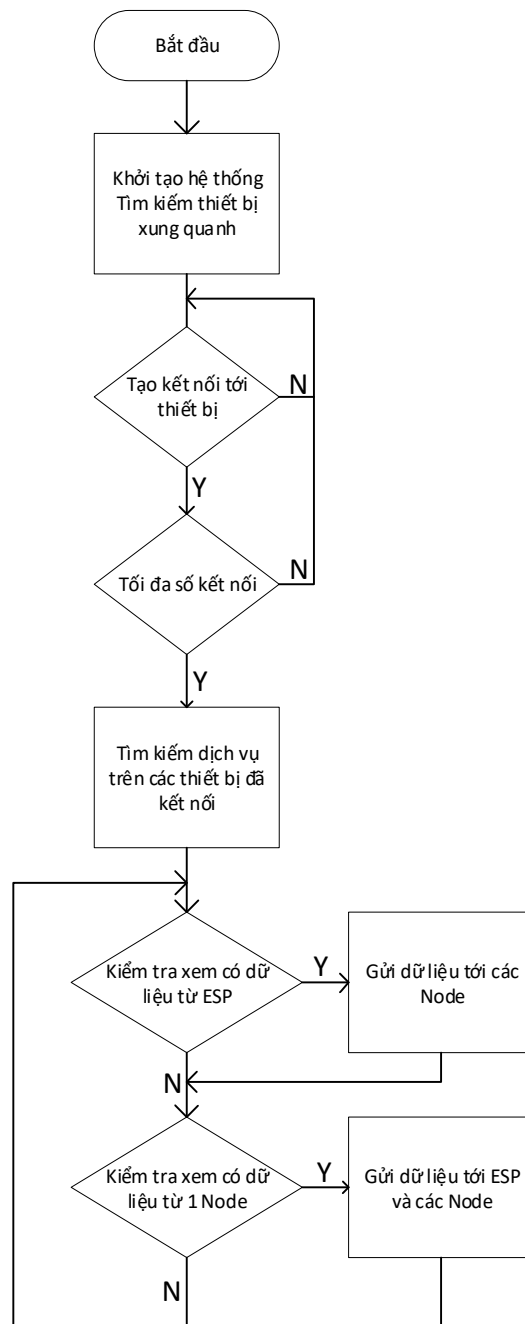 Bắt đầu
Khởi tạo hệ thống
Tìm kiếm thiết bị
xung quanh
Tạo kết nối tới
thiết bị
N
Y
Tối đa số kết nối
N
Y
Tìm kiếm dịch vụ
trên các thiết bị đã
kết nối
Kiểm tra xem có dữ
liệu từ ESP
Y
Gửi dữ liệu tới các
Node
N
Kiểm tra xem có dữ
liệu từ 1 Node
Y
Gửi dữ liệu tới ESP
và các Node
N